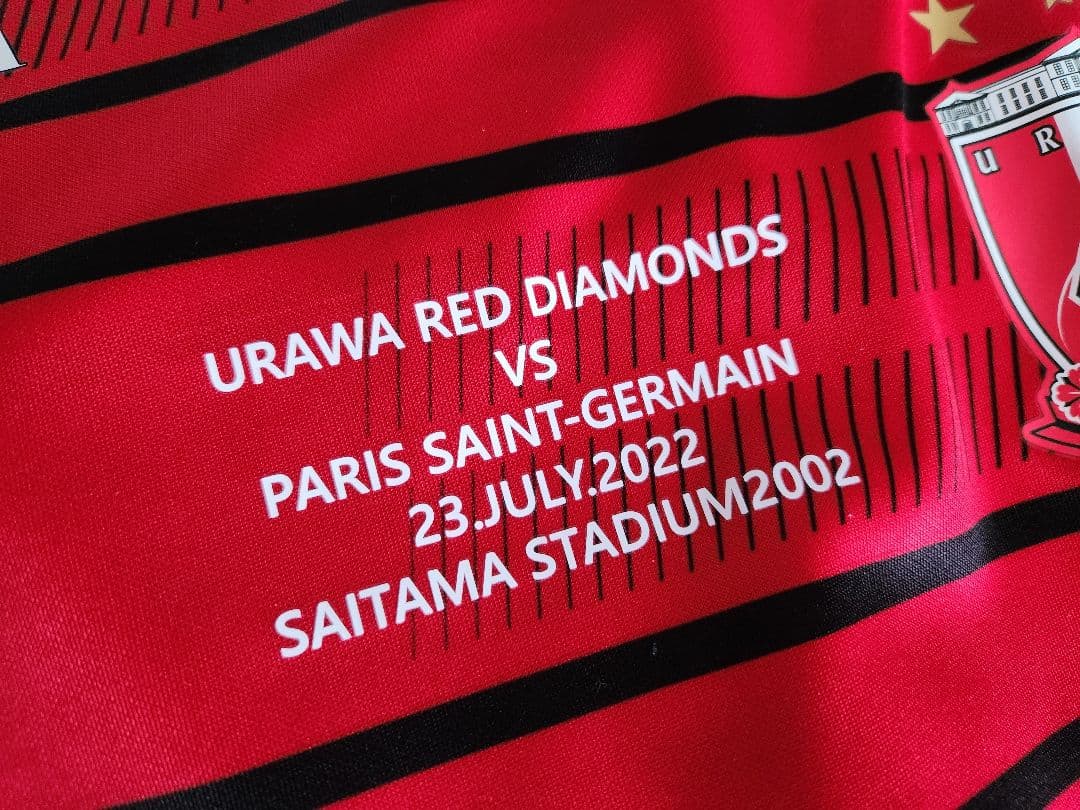 URAWA RED DIAMONDS
VS
PARIS SAINT-GERMAIN
23.JULY.2022
SAITAMA STADIUM2002
U R